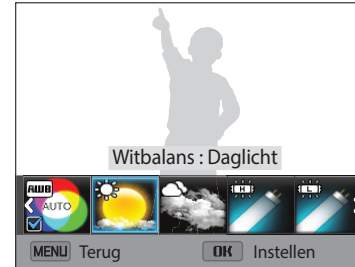 Witbalans : Daglicht
AWB
AUTO
H
L
MENU Terug OK Instellen